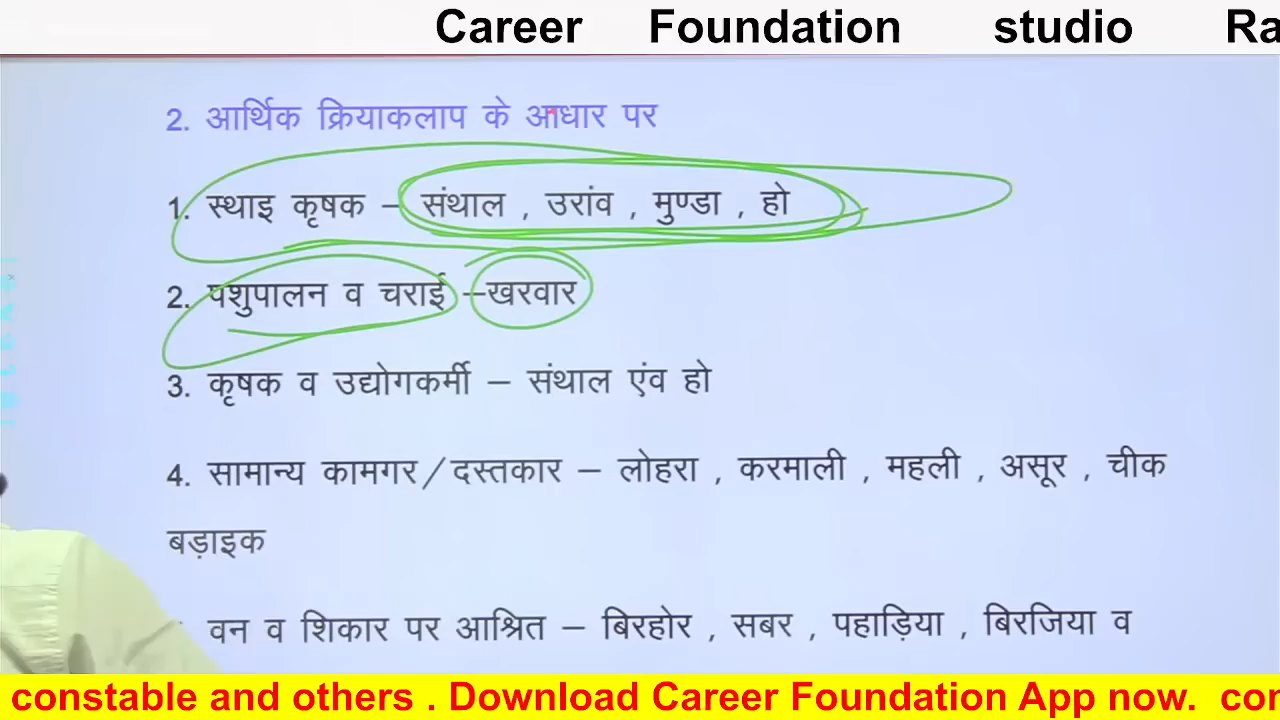 Career Foundation studio Ra
2. आर्थिक क्रियाकलाप के आधार पर
1. स्थाइ कृषक – संथाल , उरांव , मुण्डा , हो
2. पशुपालन व चराई –खरवार
3. कृषक व उद्योगकर्मी – संथाल एंव हो
4. सामान्य कामगर/दस्तकार – लोहरा , करमाली , महली , असूर , चीक
बड़ाइक
वन व शिकार पर आश्रित – बिरहोर , सबर , पहाड़िया , बिरजिया व
constable and others . Download Career Foundation App now. con